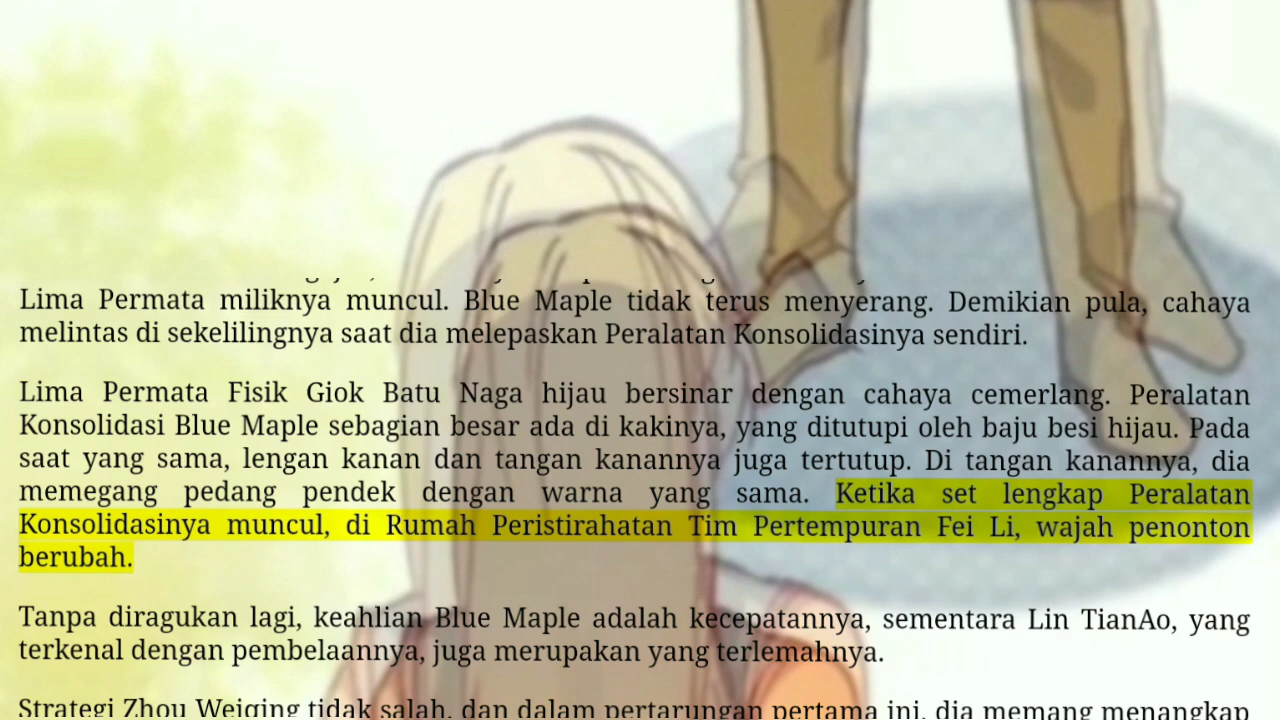 Lima Permata miliknya muncul. Blue Maple tidak terus menyerang. Demikian pula, cahaya
melintas di sekelilingnya saat dia melepaskan Peralatan Konsolidasinya sendiri.
Lima Permata Fisik Giok Batu Naga hijau bersinar dengan cahaya cemerlang. Peralatan
Konsolidasi Blue Maple sebagian besar ada di kakinya, yang ditutupi oleh baju besi hijau. Pada
saat yang sama, lengan kanan dan tangan kanannya juga tertutup. Di tangan kanannya, dia
memegang pedang pendek dengan warna yang sama. Ketika set lengkap Peralatan
Konsolidasinya muncul, di Rumah Peristirahatan Tim Pertempuran Fei Li, wajah penonton
berubah.
Tanpa diragukan lagi, keahlian Blue Maple adalah kecepatannya, sementara Lin TianAo, yang
terkenal dengan pembelaannya, juga merupakan yang terlemahnya.
Strategi Zhou Weiqing tidak salah, dan dalam pertarungan pertama ini, dia memang menangkap